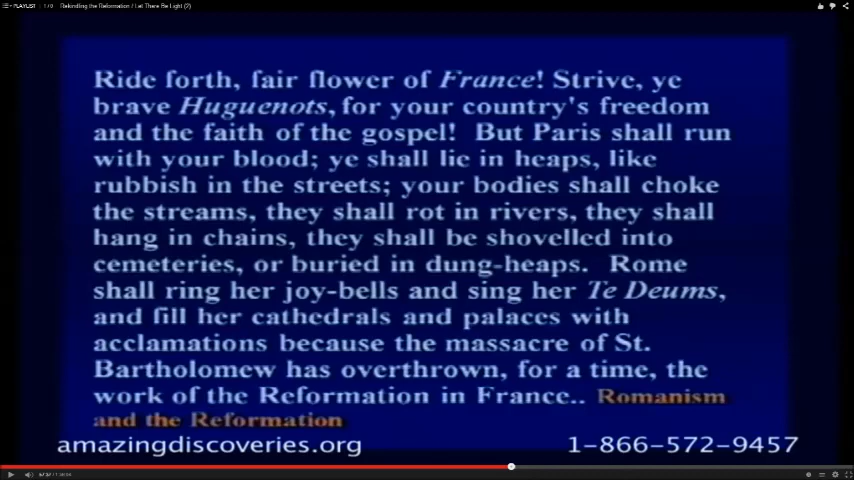 PLAYLIST
Rekindling the Reformation / Let There Be Light (2)
Ride forth, fair flower of France! Strive, ye
brave Huguenots, for your country's freedom
and the faith of the gospel!  But Paris shall run
with your blood; ye shall lie in heaps, like
rubbish in the streets; your bodies shall choke
the streams, they shall rot in rivers, they shall
hang in chains, they shall be shovelled into
cemeteries, or buried in dung-heaps.  Rome
shall ring her joy-bells and sing her Te Deums,
and fill her cathedrals and palaces with
acclamations because the massacre of St.
Bartholomew has overthrown, for a time, the
work of the Reformation in France.. Romanism
and the Reformation
amazingdiscoveries.org 1-866-572-9457